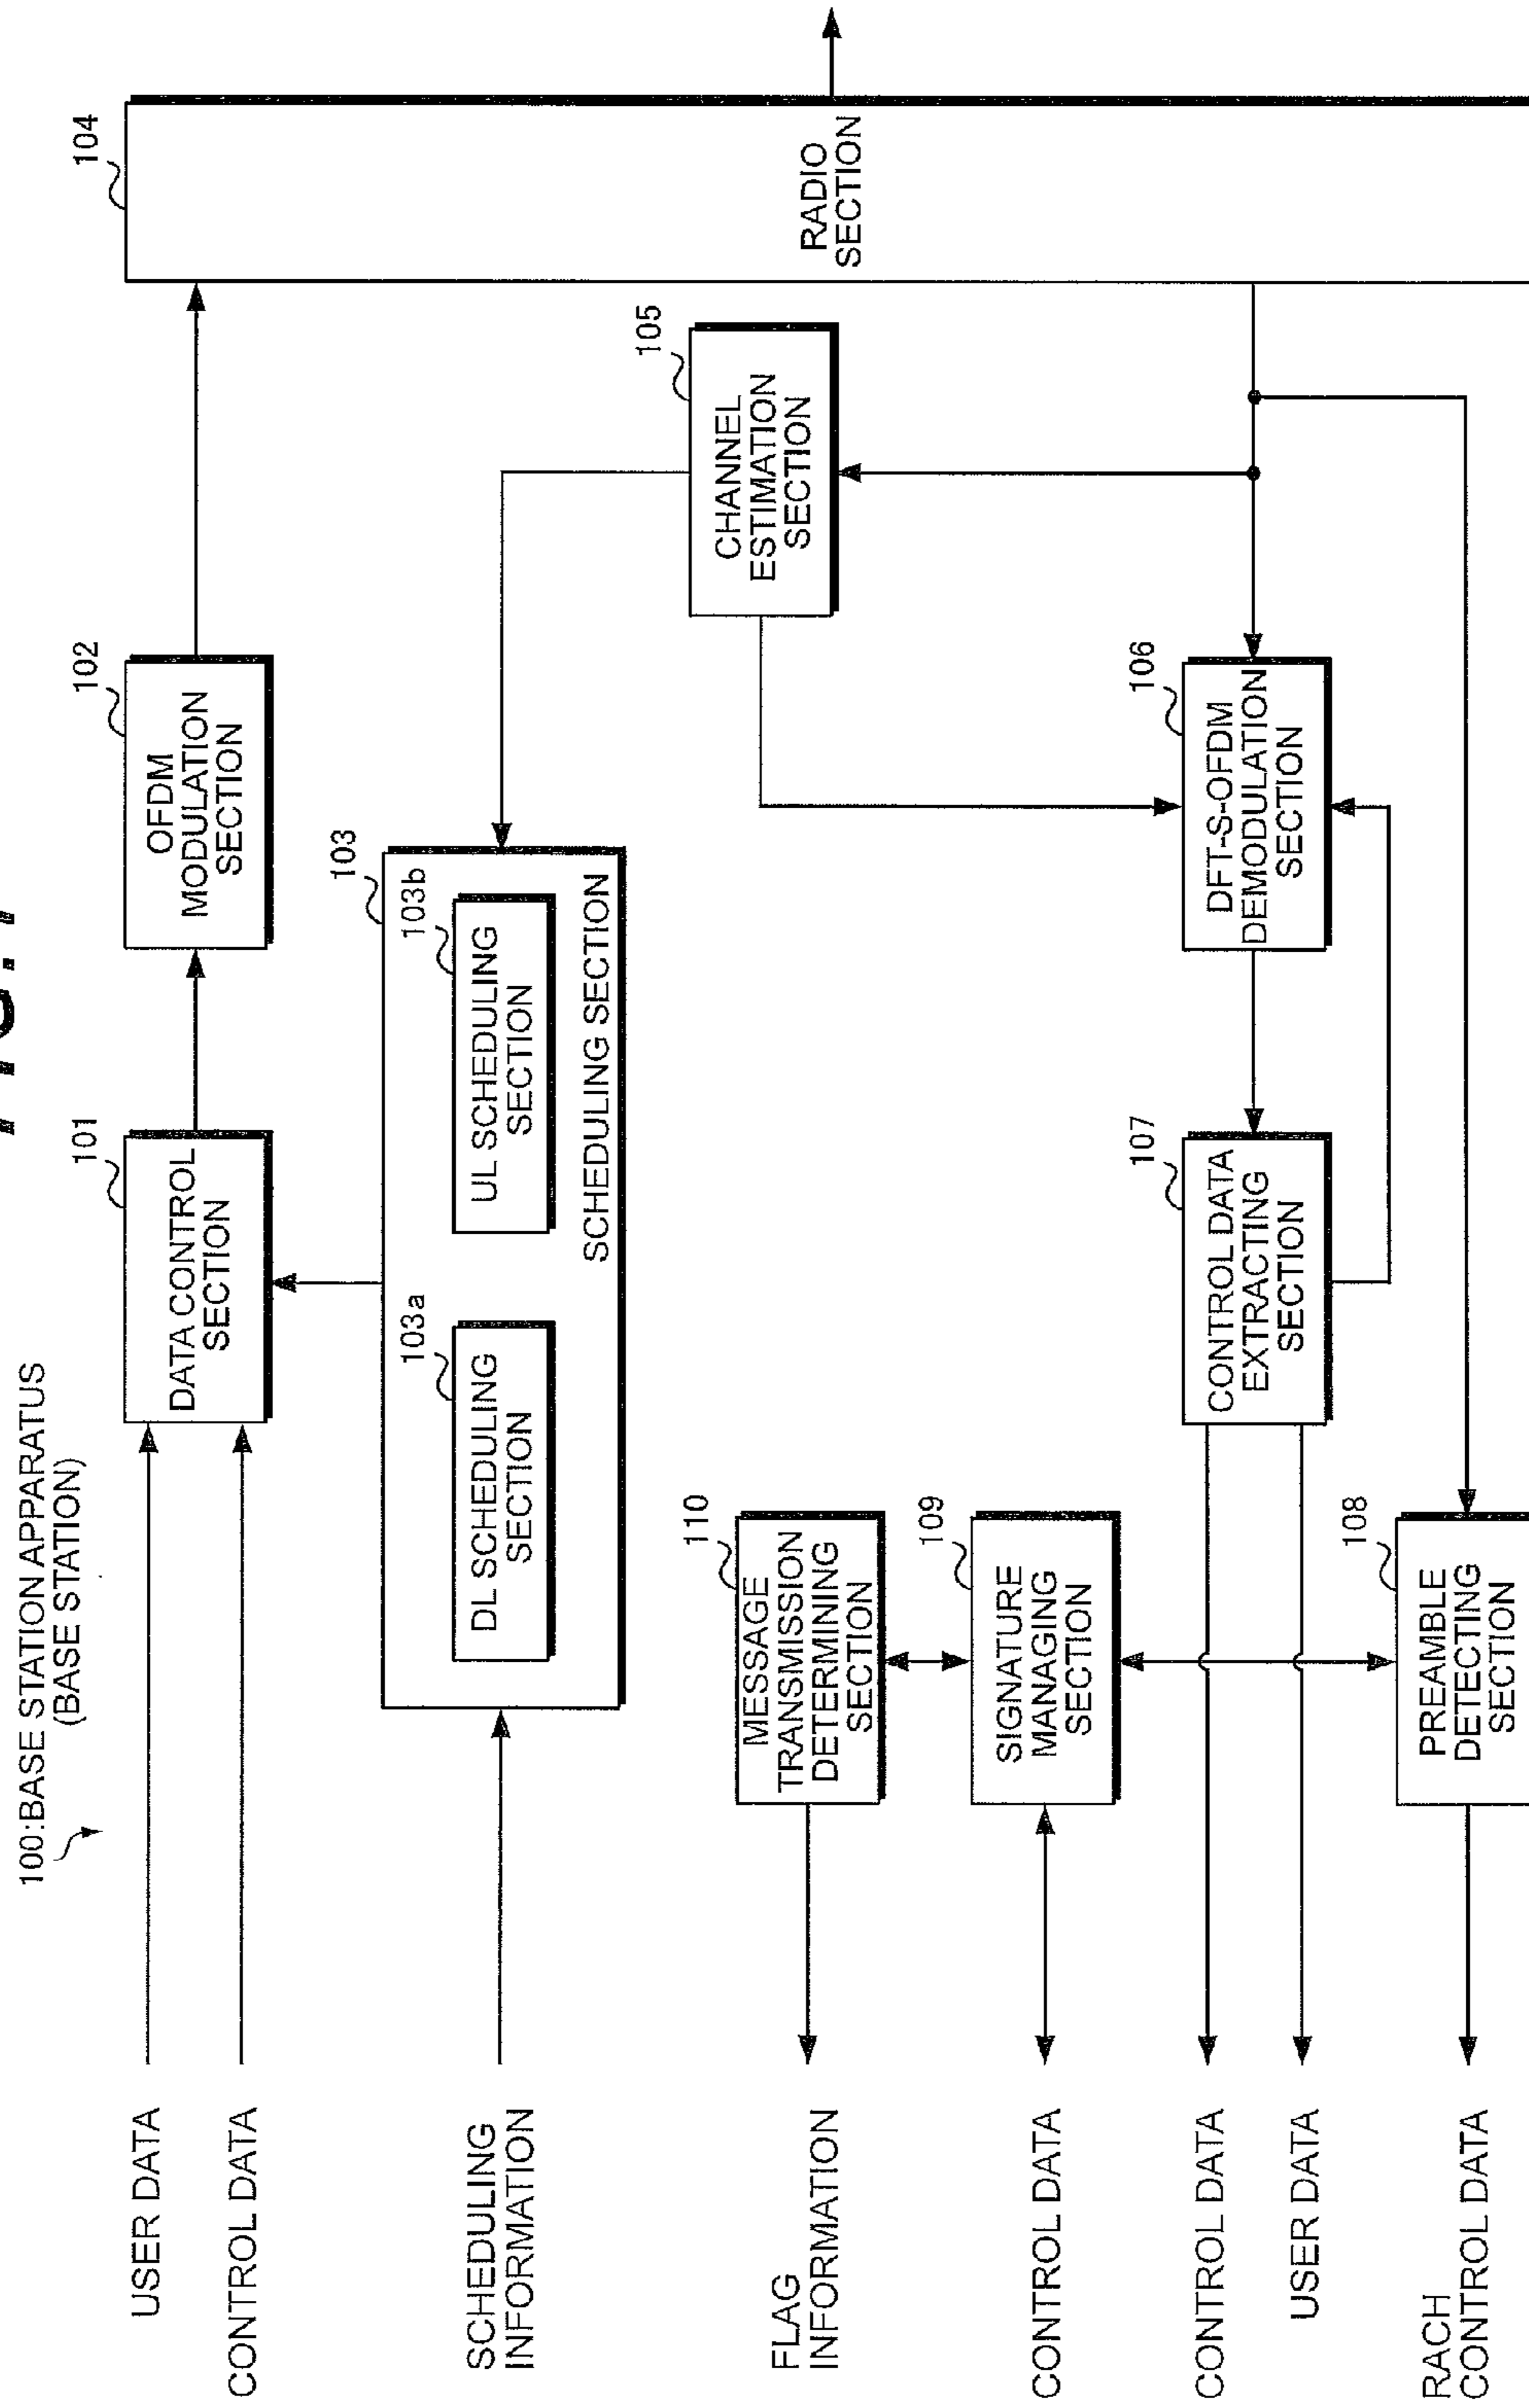 100:BASE STATION APPARATUS
(BASE STATION)
USER DATA
CONTROL DATA
101
DATA CONTROL
SECTION
102
OFDM
MODULATION
SECTION
104
RADIO
SECTION
SCHEDULING
INFORMATION
103
103a
DL SCHEDULING
SECTION
103b
UL SCHEDULING
SECTION
SCHEDULING SECTION
105
CHANNEL
ESTIMATION
SECTION
FLAG
INFORMATION
110
MESSAGE
TRANSMISSION
DETERMINING
SECTION
CONTROL DATA
109
SIGNATURE
MANAGING
SECTION
CONTROL DATA
USER DATA
107
CONTROL DATA
EXTRACTING
SECTION
106
DFT-S-OFDM
DEMODULATION
SECTION
RACH
CONTROL DATA
108
PREAMBLE
DETECTING
SECTION